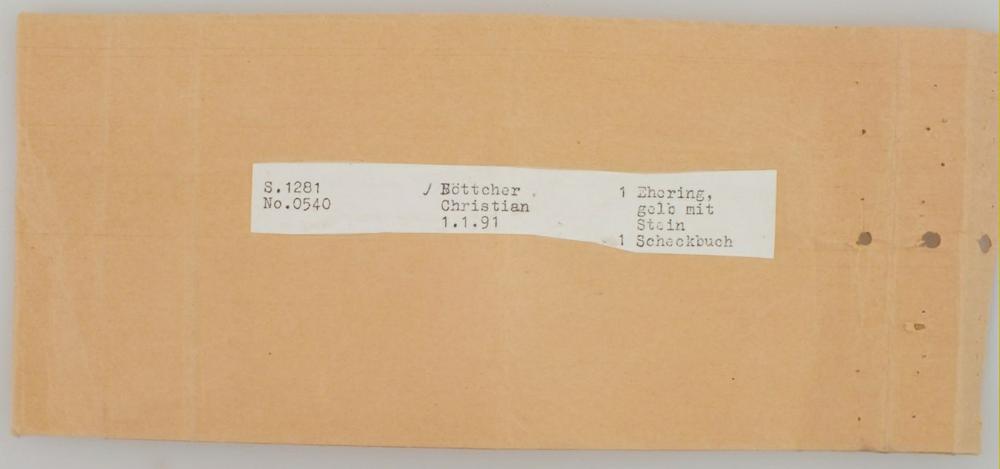 S.1281
No.0540
/ Böttcher
Christian
1.1.91
1 Ehering,
gelb mit
Stein
1 Scheckbuch